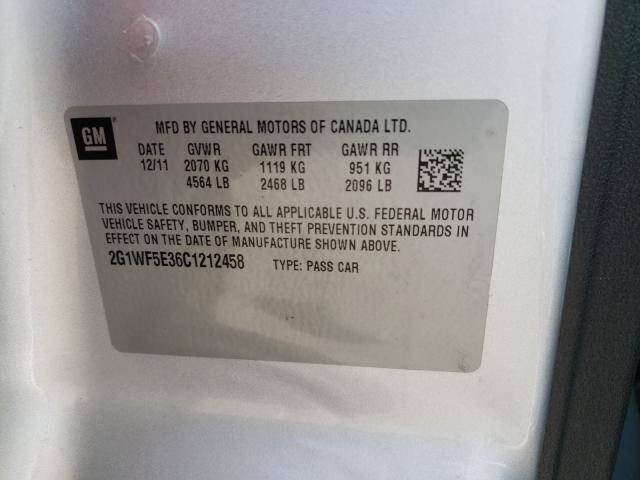 GM
MFD BY GENERAL MOTORS OF CANADA LTD.
DATE GVWR GAWR FRT GAWR RR
12/11 2070 KG 1119 KG 951 KG
4564 LB 2468 LB 2096 LB
THIS VEHICLE CONFORMS TO ALL APPLICABLE U.S. FEDERAL MOTOR
VEHICLE SAFETY, BUMPER, AND THEFT PREVENTION STANDARDS IN
EFFECT ON THE DATE OF MANUFACTURE SHOWN ABOVE.
2G1WF5E36C1212458 TYPE: PASS CAR